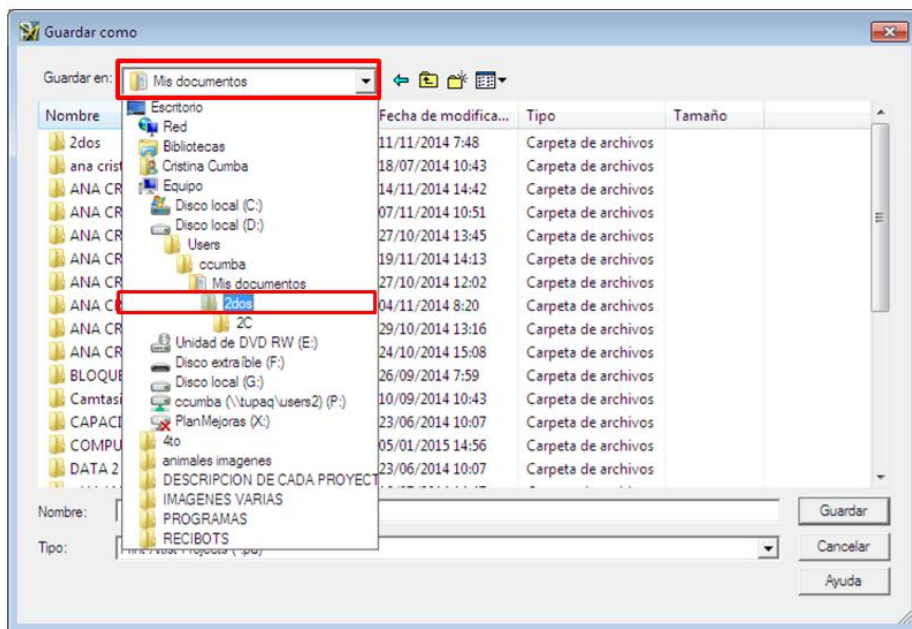 Guardar como
Guardar en: Mis documentos
Nombre Fecha de modifica... Tipo Tamaño
Escritorio
Red
Bibliotecas
Cristina Cumba
Equipo
Disco local (C:)
Disco local (D:)
Users
ccumba
Mis documentos
2dos
2C
Unidad de DVD RW (E:)
Disco extraíble (F:)
Disco local (G:)
ccumba (\\tupaq\users2) (P:)
PlanMejoras (X:)
4to
animales imagenes
DESCRIPCION DE CADA PROYECT
IMAGENES VARIAS
PROGRAMAS
RECIBOTS
2dos 11/11/2014 7:48 Carpeta de archivos
ana crist 18/07/2014 10:43 Carpeta de archivos
ANA CR 14/11/2014 14:42 Carpeta de archivos
ANA CR 07/11/2014 10:51 Carpeta de archivos
ANA CR 27/10/2014 13:45 Carpeta de archivos
ANA CR 19/11/2014 14:13 Carpeta de archivos
ANA CR 27/10/2014 12:02 Carpeta de archivos
ANA CR 04/11/2014 8:20 Carpeta de archivos
ANA CR 29/10/2014 13:16 Carpeta de archivos
ANA CR 24/10/2014 15:08 Carpeta de archivos
BLOQUE 26/09/2014 7:59 Carpeta de archivos
Camtasi 10/09/2014 10:43 Carpeta de archivos
CAPACI 23/06/2014 10:07 Carpeta de archivos
COMPU 05/01/2015 14:56 Carpeta de archivos
DATA 2 23/06/2014 10:07 Carpeta de archivos
Nombre: Guardar
Tipo: Cancelar
Ayuda